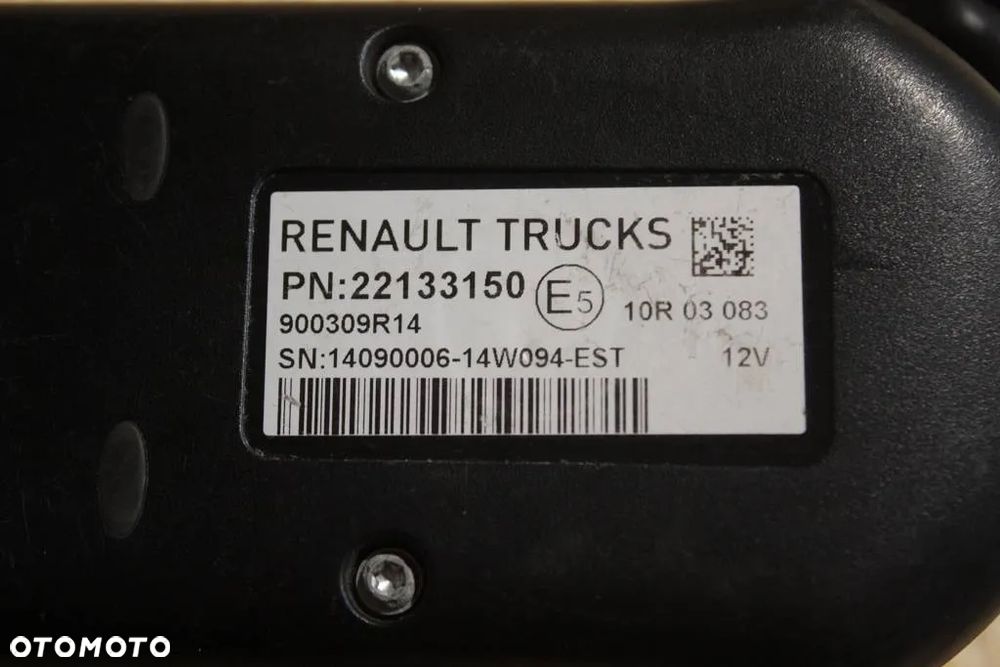 RENAULT TRUCKS
PN:22133150
E5
10R 03 083
900309R14
SN:14090006-14W094-EST
12V
OTOMOTO